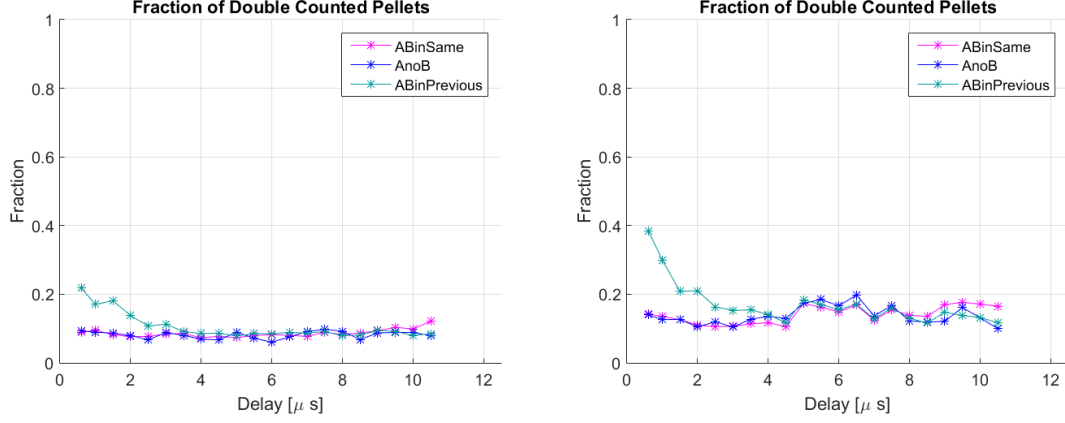 Fraction of Double Counted Pellets
1
0.8
0.6
0.4
0.2
0
Fraction
0 2 4 6 8 10 12
Delay [μ s]
ABinSame
AnoB
ABinPrevious
Fraction of Double Counted Pellets
1
0.8
0.6
0.4
0.2
0
Fraction
0 2 4 6 8 10 12
Delay [μ s]
ABinSame
AnoB
ABinPrevious